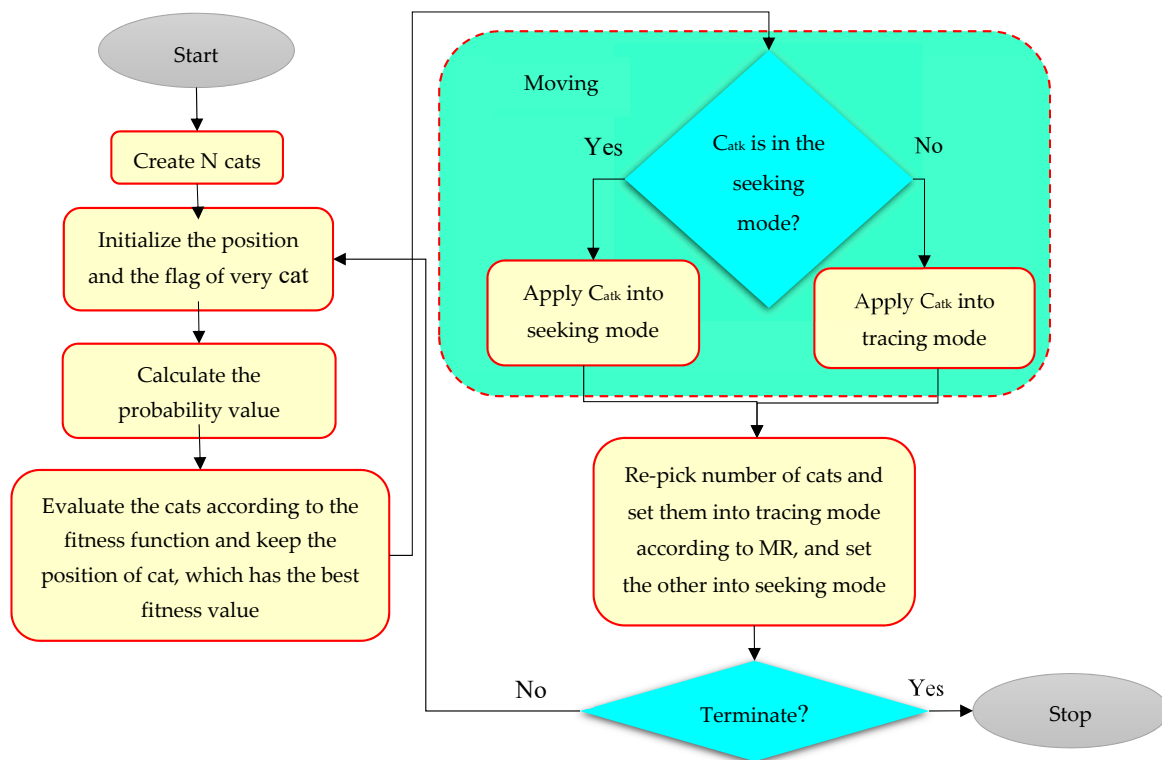 Start
Create N cats
Initialize the position
and the flag of very cat
Calculate the
probability value
Evaluate the cats according to the
fitness function and keep the
position of cat, which has the best
fitness value
Moving
Catk is in the
seeking
mode?
Yes
No
Apply Catk into
seeking mode
Apply Catk into
tracing mode
Re-pick number of cats and
set them into tracing mode
according to MR, and set
the other into seeking mode
Terminate?
No
Yes
Stop